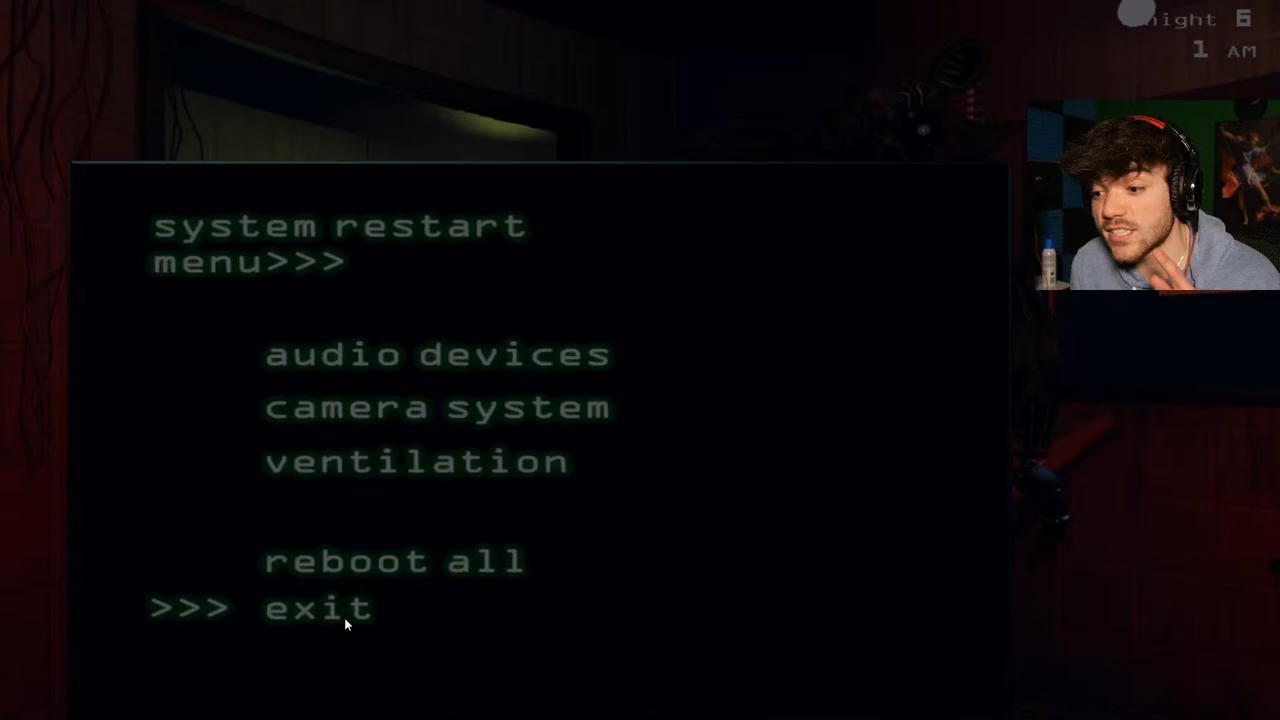 night 6
1 AM
system restart
menu>>>
audio devices
camera system
ventilation
reboot all
>>> exit